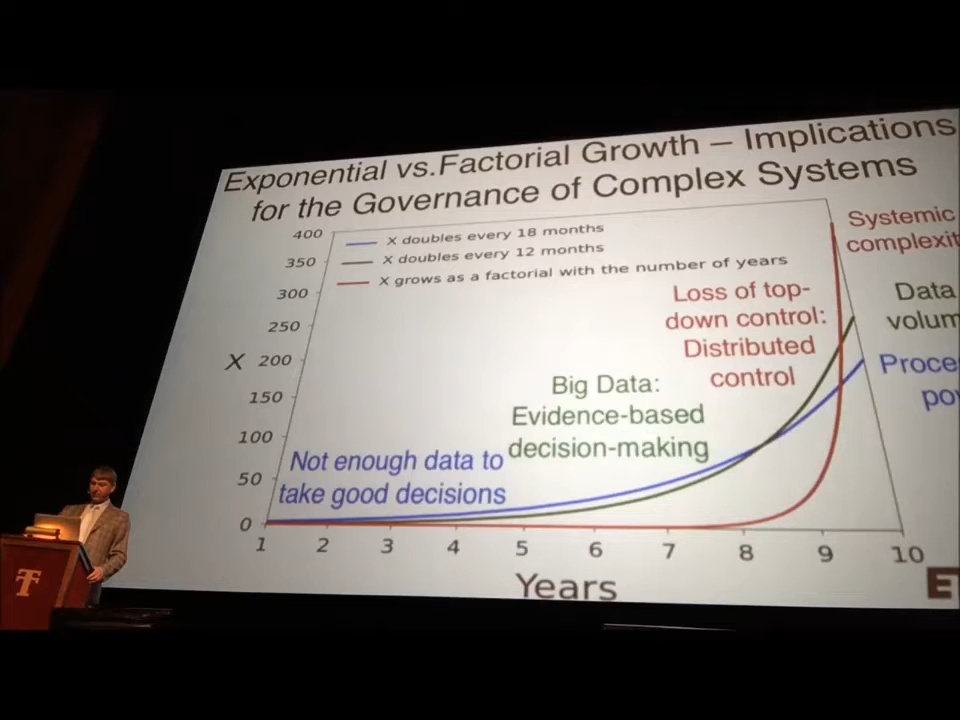 Exponential vs.Factorial Growth – Implications
for the Governance of Complex Systems
400
350
300
250
X 200
150
100
50
0
X doubles every 18 months
X doubles every 12 months
X grows as a factorial with the number of years
Systemic
complexit
Loss of top-
down control:
Distributed
control
Data
volum
Proce
pov
Big Data:
Evidence-based
decision-making
Not enough data to
take good decisions
1 2 3 4 5 6 7 8 9 10
Years
E
T